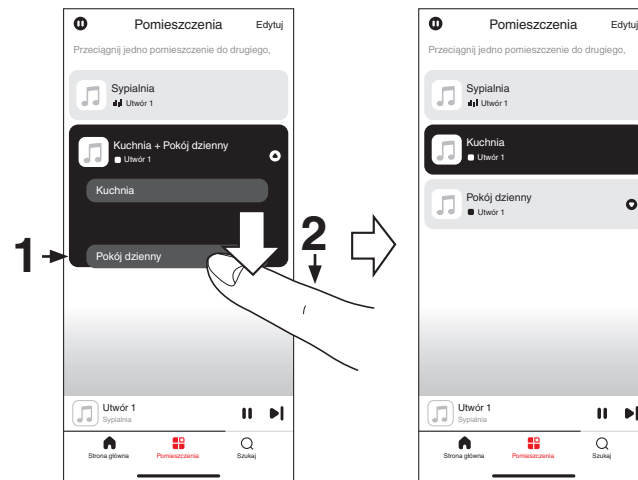 Pomieszczenia
Edytuj
Przeciągnij jedno pomieszczenie do drugiego,
Sypialnia
Utwór 1
Kuchnia + Pokój dzienny
Utwór 1
Kuchnia
Pokój dzienny
1
2
Utwór 1
Sypialnia
Strona główna
Pomieszczenia
Szukaj
Pomieszczenia
Edytuj
Przeciągnij jedno pomieszczenie do drugiego,
Sypialnia
Utwór 1
Kuchnia
Utwór 1
Pokój dzienny
Utwór 1
Utwór 1
Sypialnia
Strona główna
Pomieszczenia
Szukaj